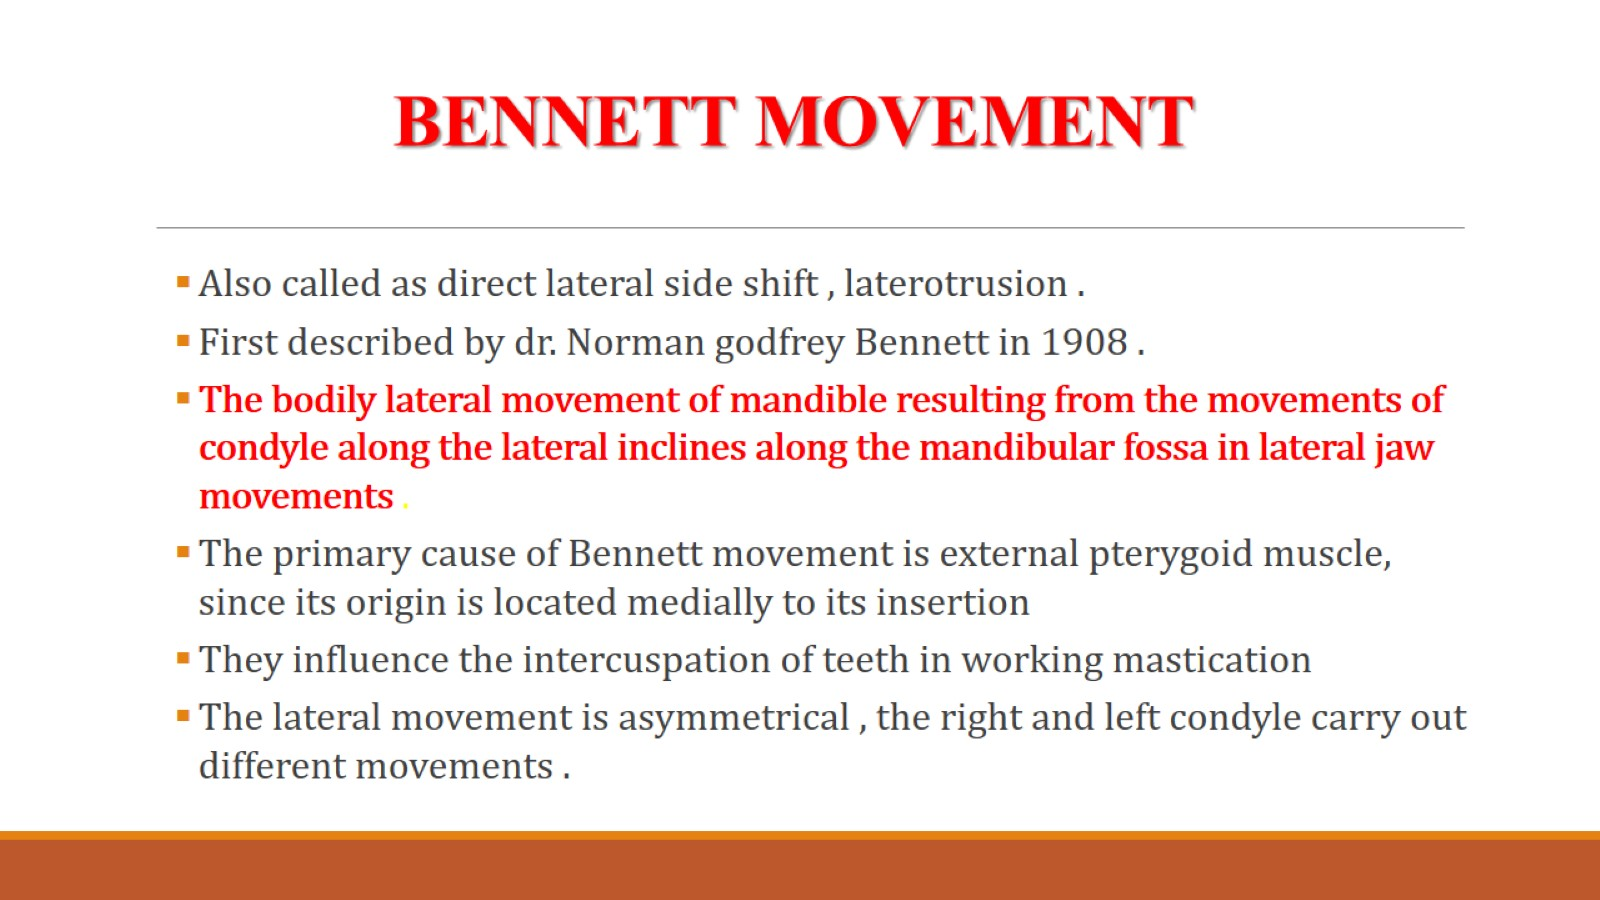 BENNETT MOVEMENT
▪ Also called as direct lateral side shift , laterotrusion .
▪ First described by dr. Norman godfrey Bennett in 1908 .
▪ The bodily lateral movement of mandible resulting from the movements of
condyle along the lateral inclines along the mandibular fossa in lateral jaw
movements .
▪ The primary cause of Bennett movement is external pterygoid muscle,
since its origin is located medially to its insertion
▪ They influence the intercuspation of teeth in working mastication
▪ The lateral movement is asymmetrical , the right and left condyle carry out
different movements .